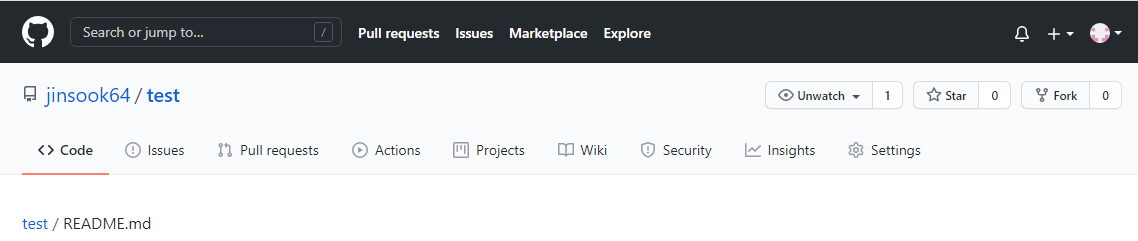 Search or jump to... / Pull requests Issues Marketplace Explore
jinsook64 / test Unwatch 1 Star 0 Fork 0
Code Issues Pull requests Actions Projects Wiki Security Insights Settings
test / README.md